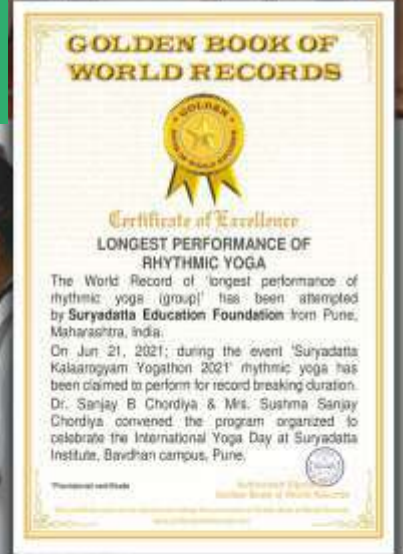 GOLDEN BOOK OF
WORLD RECORDS
GOLDEN
Certificate of Excellence
LONGEST PERFORMANCE OF
RHYTHMIC YOGA
The World Record of 'longest performance of
rhythmic yoga (group)' has been attempted
by Suryadatta Education Foundation from Pune,
Maharashtra, India.
On Jun 21, 2021; during the event 'Suryadatta
Kalaarogyam Yogathon 2021' rhythmic yoga has
been claimed to perform for record breaking duration.
Dr. Sanjay B Chordiya & Mrs. Sushma Sanjay
Chordiya convened the program organized to
celebrate the International Yoga Day at Suryadatta
Institute, Bavdhan campus, Pune.
*Provisional certificate
Golden Book of World Records